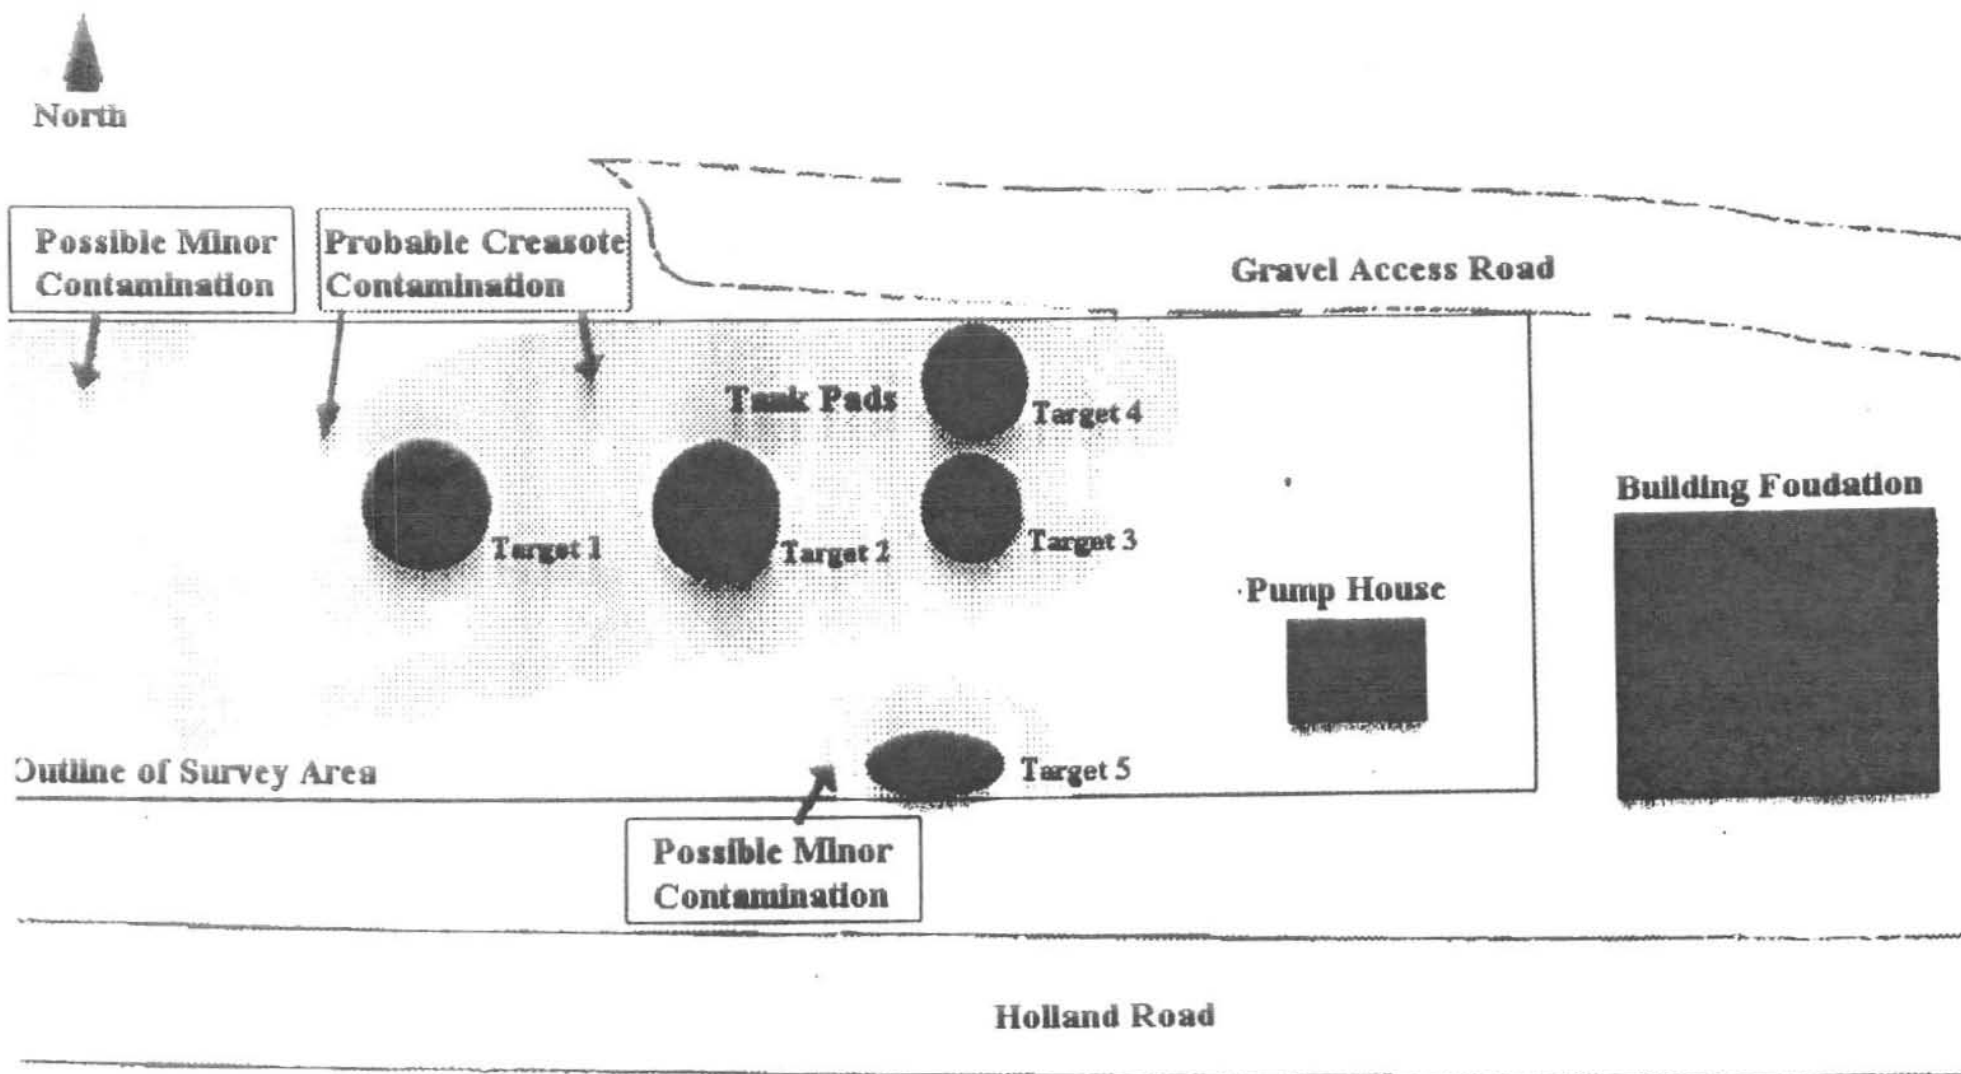 North
Possible Minor
Contamination
Probable Creasote
Contamination
Gravel Access Road
Tank Pads
Target 4
Building Foudation
Target 1
Target 2
Target 3
Pump House
Outline of Survey Area
Target 5
Possible Minor
Contamination
Holland Road